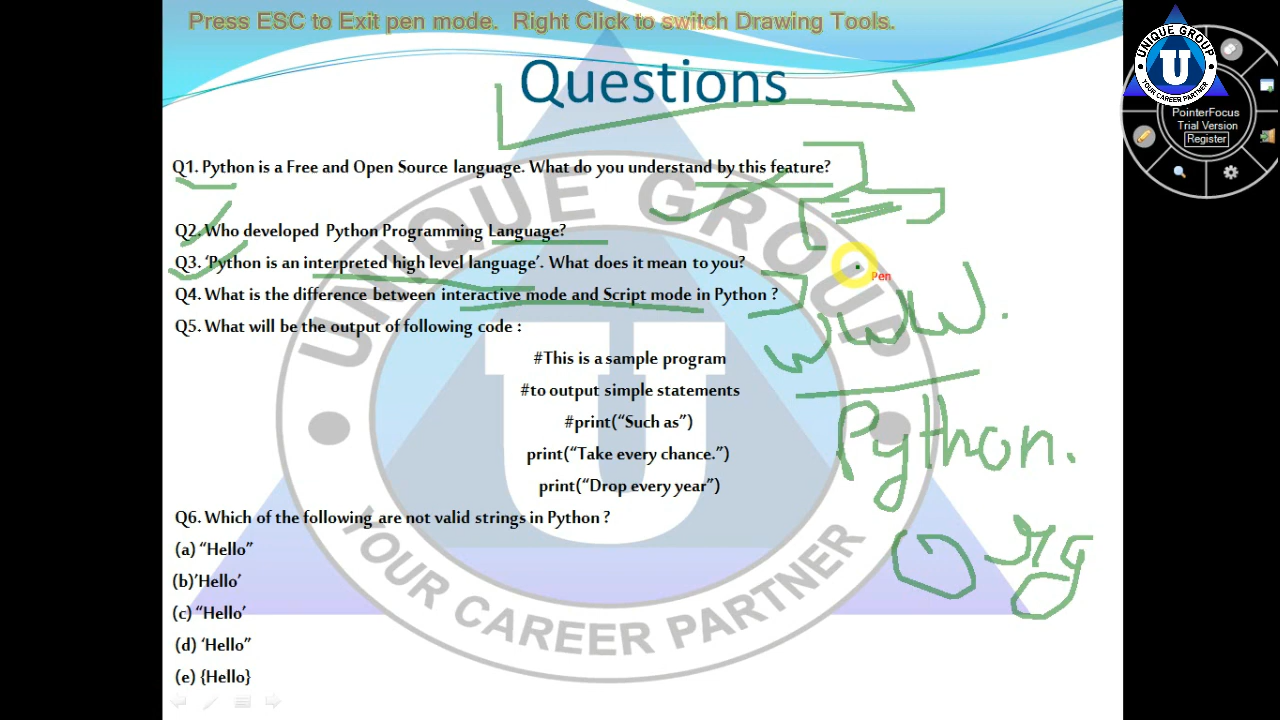 Press ESC to Exit pen mode. Right Click to switch Drawing Tools.
UNIQUE GROUP
U
YOUR CAREER PARTNER
PointerFocus
Trial Version
Register
Questions
Q1. Python is a Free and Open Source language. What do you understand by this feature?
Q2. Who developed Python Programming Language?
Q3. ‘Python is an interpreted high level language’. What does it mean to you?
Pen
Q4. What is the difference between interactive mode and Script mode in Python ?
Q5. What will be the output of following code :
www.
#This is a sample program
#to output simple statements
#print(“Such as”)
Python.
print(“Take every chance.”)
print(“Drop every year”)
Q6. Which of the following are not valid strings in Python ?
(a) “Hello”
org
(b)’Hello’
(c) “Hello’
(d) ‘Hello”
(e) {Hello}
UNIQUE GROUP
U
YOUR CAREER PARTNER